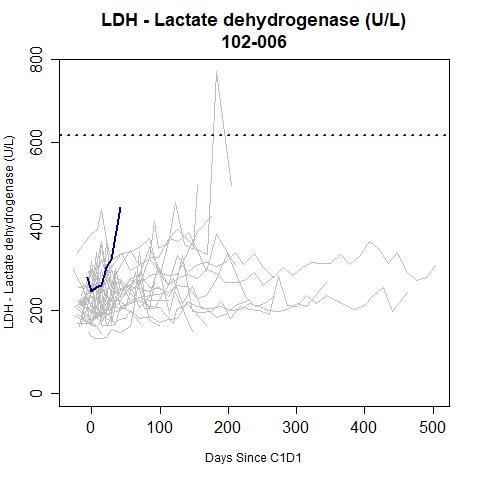 LDH - Lactate dehydrogenase (U/L)
102-006
LDH - Lactate dehydrogenase (U/L)
800
600
400
200
0
0 100 200 300 400 500
Days Since C1D1